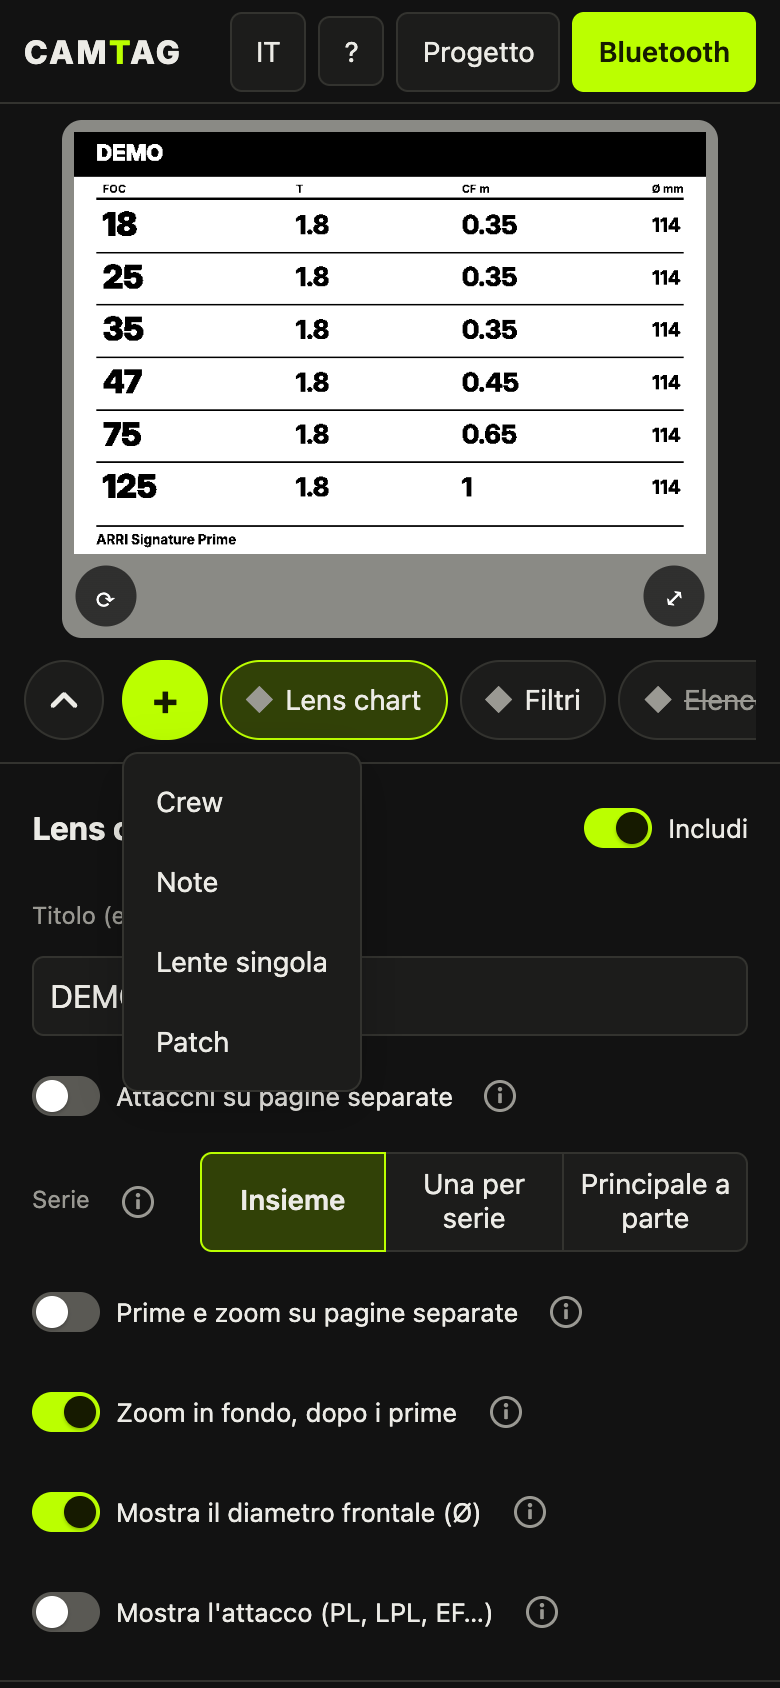 CAMTAG IT ? Progetto Bluetooth
DEMO
FOC T CF m Ø mm
18 1.8 0.35 114
25 1.8 0.35 114
35 1.8 0.35 114
47 1.8 0.45 114
75 1.8 0.65 114
125 1.8 1 114
ARRI Signature Prime
+ Lens chart Filtri Elenc
Crew
Note
Lente singola
Patch
Lens Includi
Titolo (e
DEM
Attacchi su pagine separate
Serie Insieme Una per serie Principale a parte
Prime e zoom su pagine separate
Zoom in fondo, dopo i prime
Mostra il diametro frontale (Ø)
Mostra l'attacco (PL, LPL, EF...)